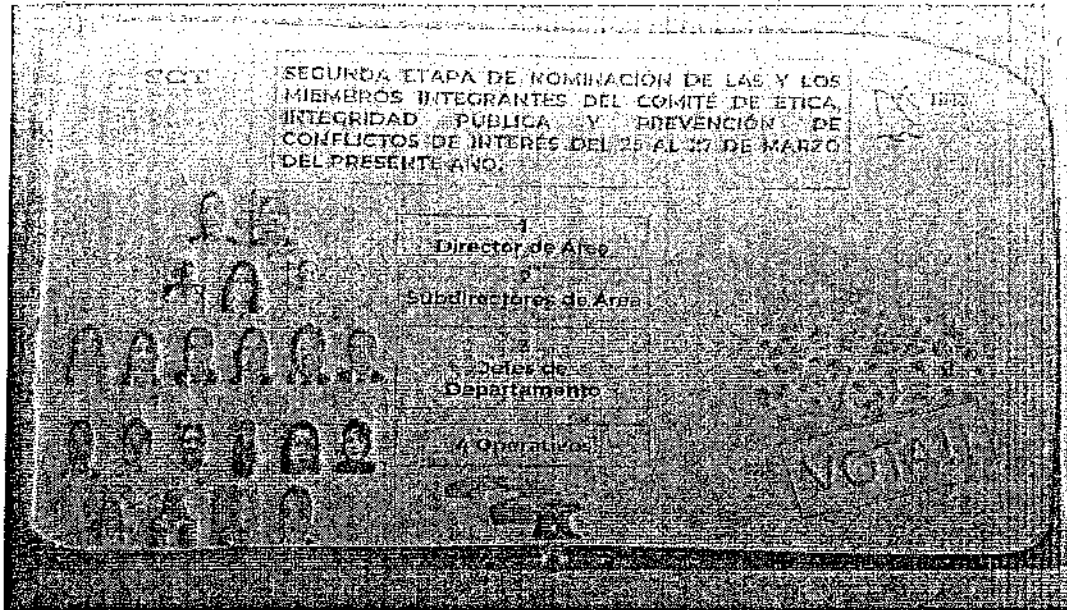 SCT
SEGUNDA ETAPA DE NOMINACIÓN DE LAS Y LOS
MIEMBROS INTEGRANTES DEL COMITÉ DE ÉTICA,
INTEGRIDAD PÚBLICA Y PREVENCIÓN DE
CONFLICTOS DE INTERÉS DEL 25 AL 27 DE MARZO
DEL PRESENTE AÑO.
1
Director de Área
2
Subdirectores de Área
3
Jefes de
Departamento
4 Operativos